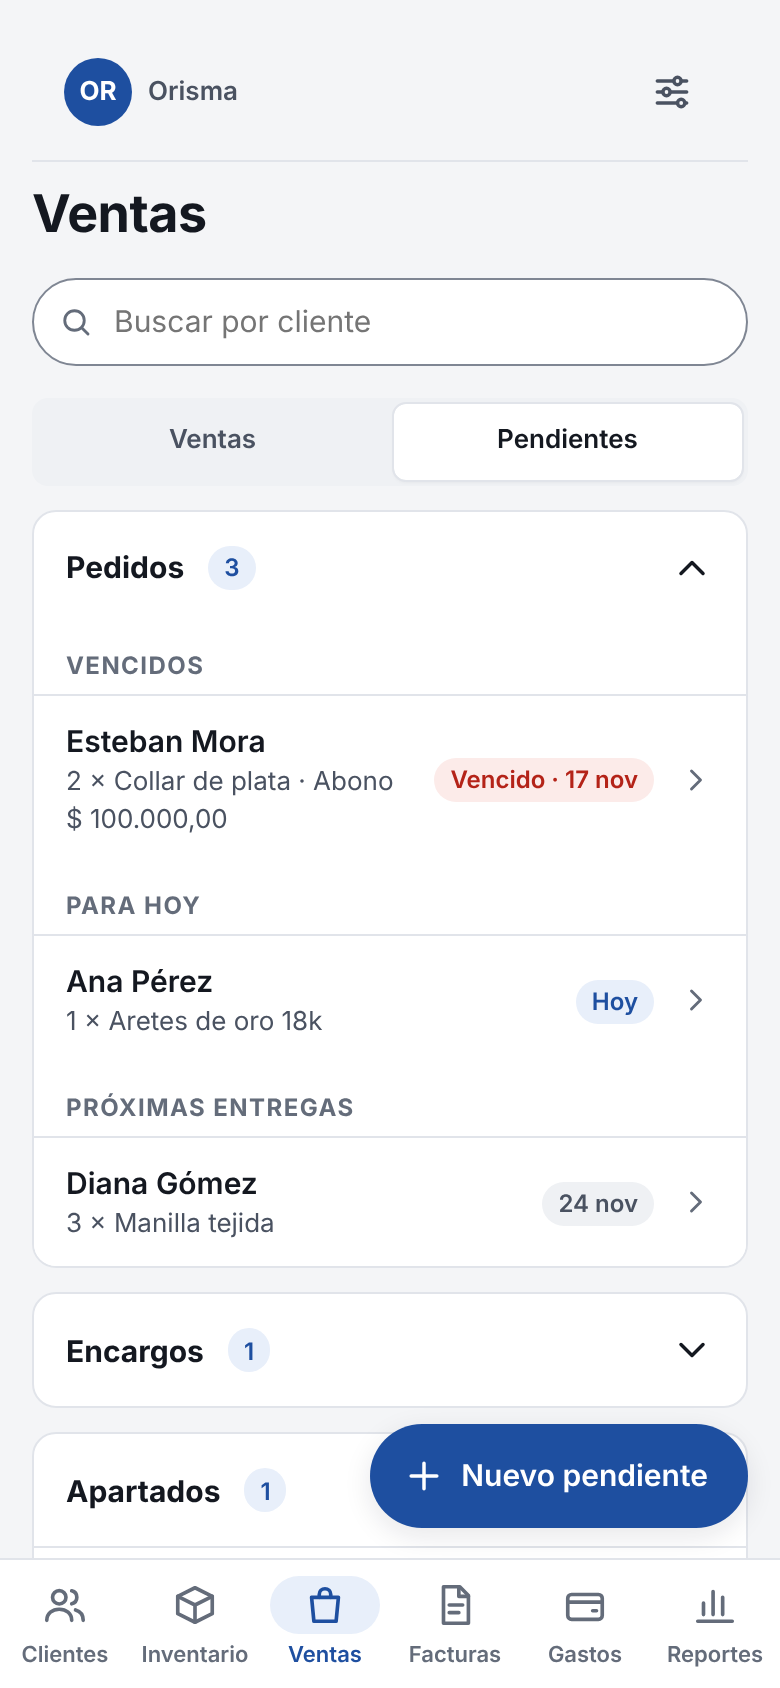 OR Orisma
Ventas
Buscar por cliente
Ventas Pendientes
Pedidos 3
VENCIDOS
Esteban Mora
2 × Collar de plata · Abono
$ 100.000,00
Vencido · 17 nov
PARA HOY
Ana Pérez
1 × Aretes de oro 18k
Hoy
PRÓXIMAS ENTREGAS
Diana Gómez
3 × Manilla tejida
24 nov
Encargos 1
Apartados 1
Nuevo pendiente
Clientes Inventario Ventas Facturas Gastos Reportes